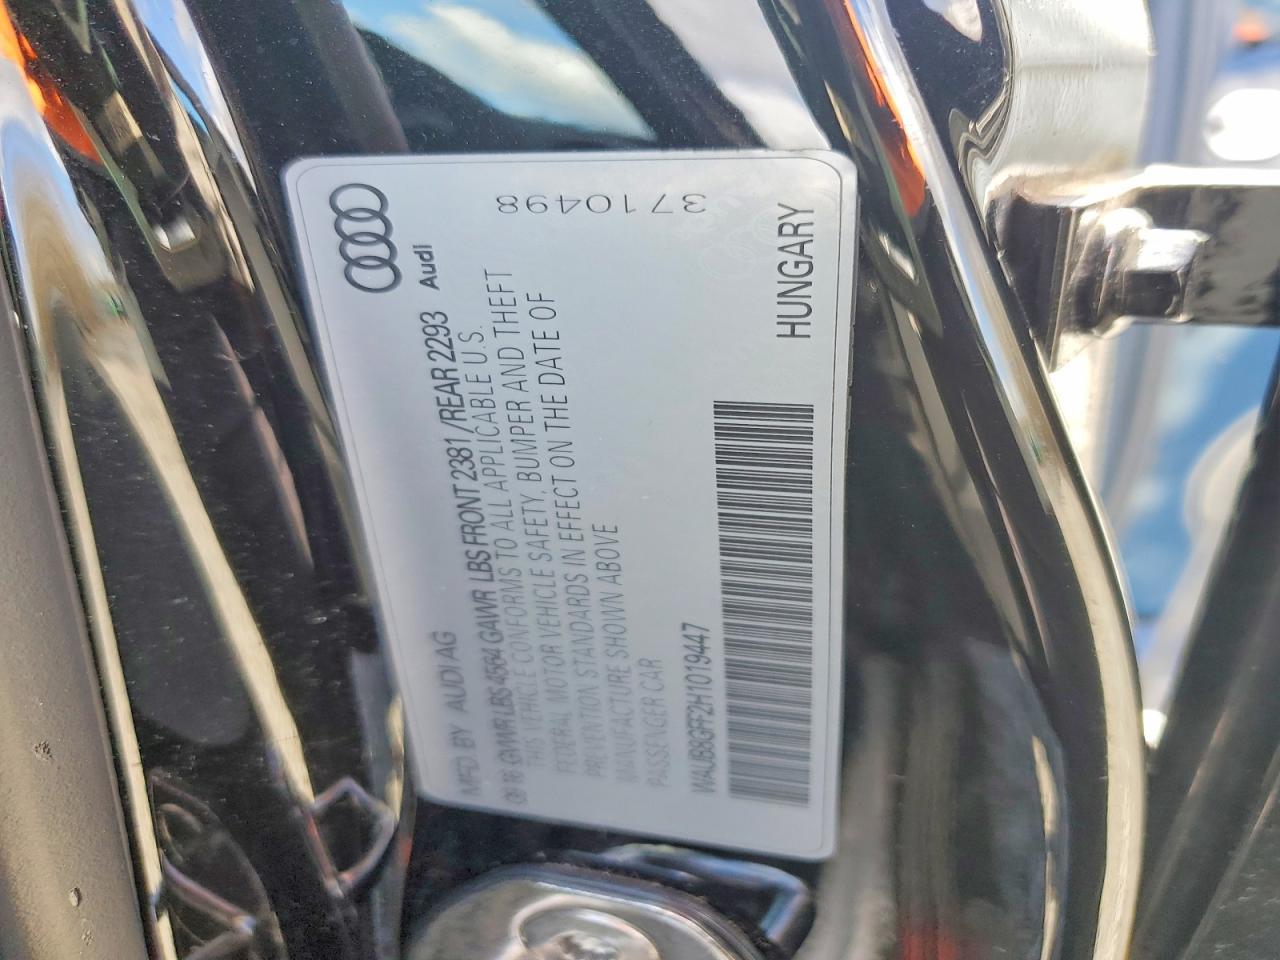 MFD BY AUDI AG
GVWR LBS 4564 GAWR LBS FRONT 2381/REAR 2293
Audi
THIS VEHICLE CONFORMS TO ALL APPLICABLE U.S.
FEDERAL MOTOR VEHICLE SAFETY, BUMPER AND THEFT
PREVENTION STANDARDS IN EFFECT ON THE DATE OF
MANUFACTURE SHOWN ABOVE
PASSENGER CAR
3710498
WAUB8GFF2H1019447
HUNGARY